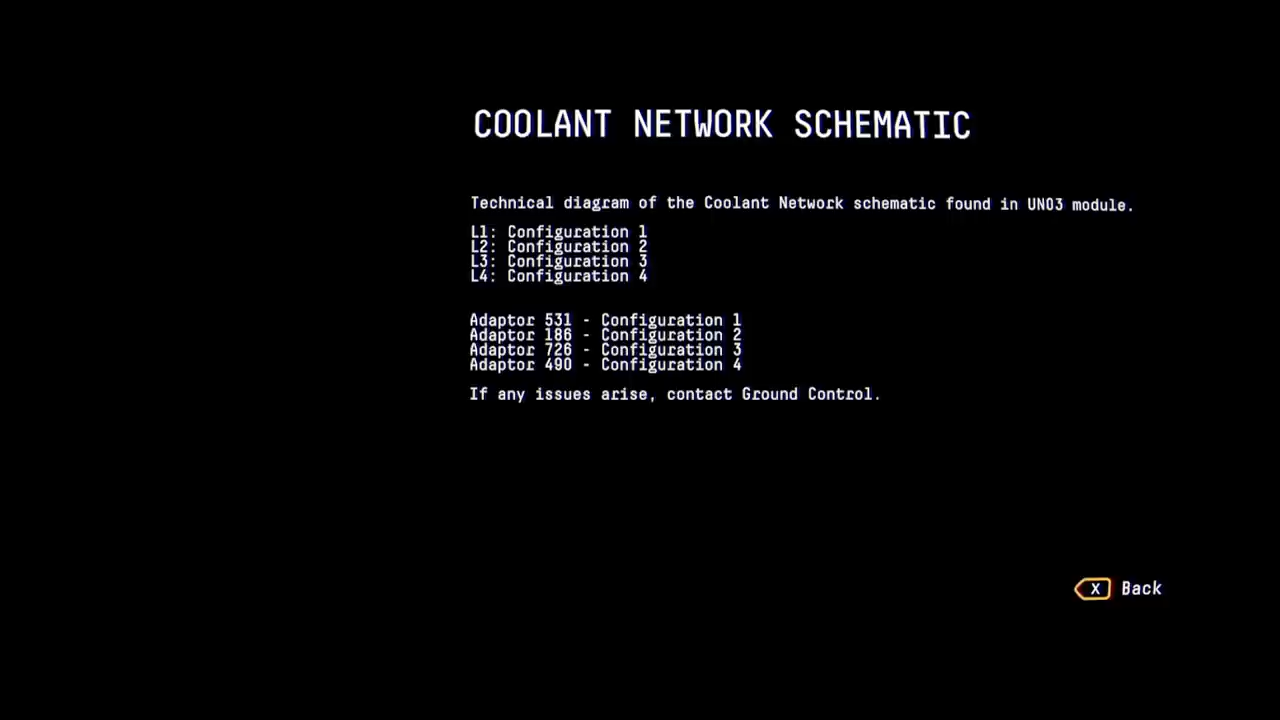 COOLANT NETWORK SCHEMATIC
Technical diagram of the Coolant Network schematic found in UNO3 module.
L1: Configuration 1
L2: Configuration 2
L3: Configuration 3
L4: Configuration 4
Adaptor 531 - Configuration 1
Adaptor 186 - Configuration 2
Adaptor 726 - Configuration 3
Adaptor 490 - Configuration 4
If any issues arise, contact Ground Control.
X Back